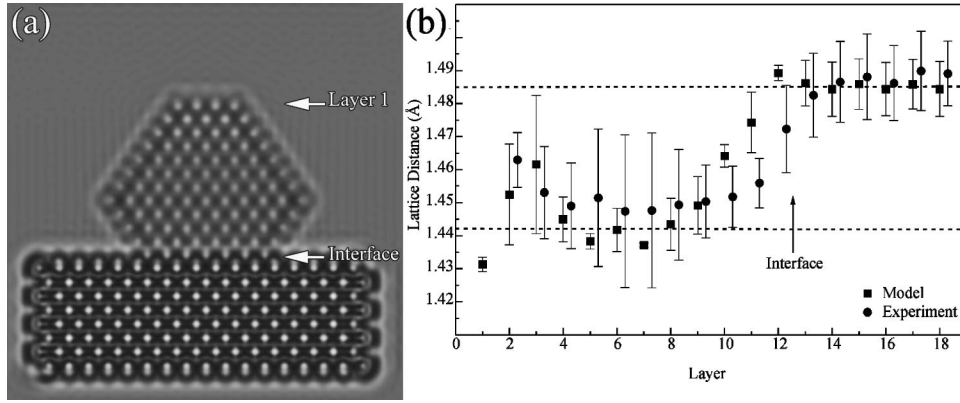 (a)
Layer 1
Interface
(b)
Lattice Distance (Å)
1.49
1.48
1.47
1.46
1.45
1.44
1.43
1.42
Interface
Model
Experiment
0 2 4 6 8 10 12 14 16 18
Layer